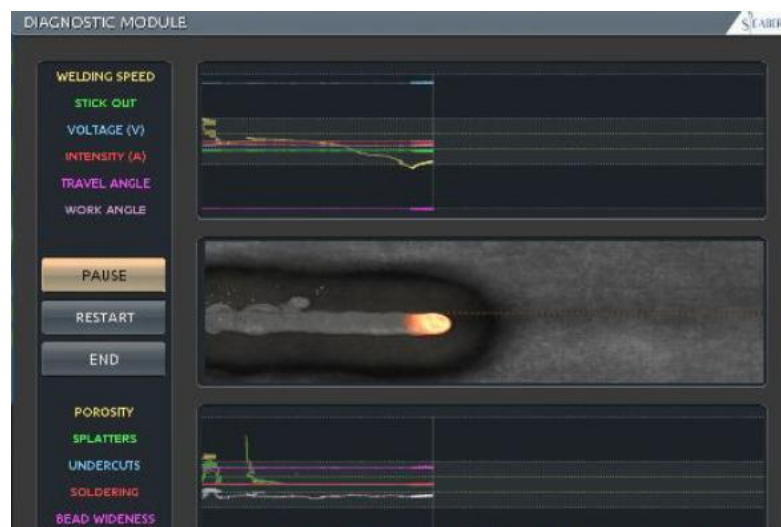 DIAGNOSTIC MODULE
SEABERY
WELDING SPEED
STICK OUT
VOLTAGE (V)
INTENSITY (A)
TRAVEL ANGLE
WORK ANGLE
PAUSE
RESTART
END
POROSITY
SPLATTERS
UNDERCUTS
SOLDERING
BEAD WIDENESS